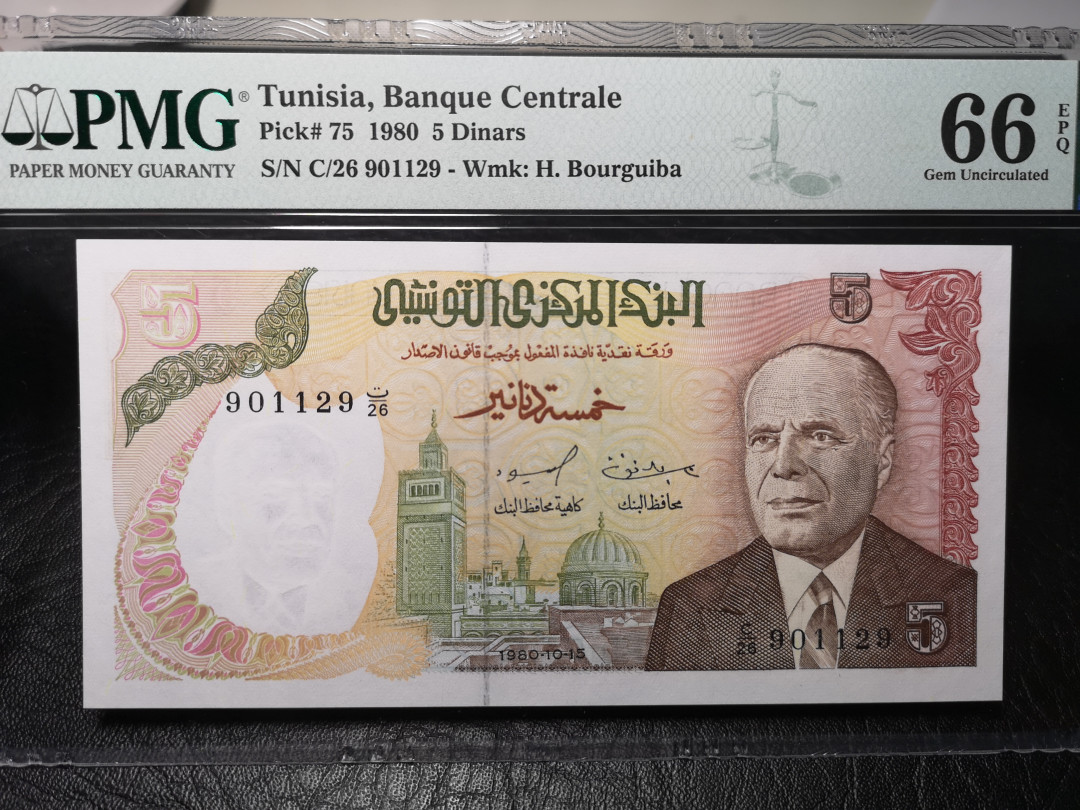 PMG®
PAPER MONEY GUARANTY
Tunisia, Banque Centrale
Pick# 75 1980 5 Dinars
S/N C/26 901129 - Wmk: H. Bourguiba
66
EPQ
Gem Uncirculated
5
5
البنك المركزي التونسي
ورقة نقدية نافذة المفعول بموجب قانون الاصدار
خمسة دنانير
901129 ت/26
محافظ البنك
كاهية محافظ البنك
1980-10-15
C/26 901129
5